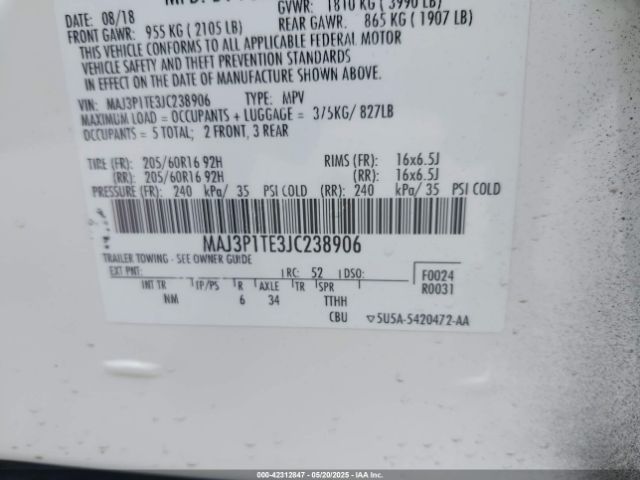 GVWR: 1810 KG ( 3990 LB)
DATE: 08/18
FRONT GAWR: 955 KG ( 2105 LB)
REAR GAWR: 865 KG ( 1907 LB)
THIS VEHICLE CONFORMS TO ALL APPLICABLE FEDERAL MOTOR
VEHICLE SAFETY AND THEFT PREVENTION STANDARDS
IN EFFECT ON THE DATE OF MANUFACTURE SHOWN ABOVE.
VIN: MAJ3P1TE3JC238906 TYPE: MPV
MAXIMUM LOAD = OCCUPANTS + LUGGAGE = 375KG/ 827LB
OCCUPANTS = 5 TOTAL; 2 FRONT, 3 REAR
TIRE (FR): 205/60R16 92H RIMS (FR): 16x6.5J
(RR): 205/60R16 92H (RR): 16x6.5J
PRESSURE (FR): 240 kPa/ 35 PSI COLD (RR): 240 kPa/ 35 PSI COLD
MAJ3P1TE3JC238906
TRAILER TOWING - SEE OWNER GUIDE
EXT PNT: RC: 52 DSO: F0024
INT TR TP/PS R AXLE TR SPR R0031
NM 6 34 TTHH
CBU 5U5A-5420472-AA
000-42312847 - 05/20/2025 - IAAI.COM